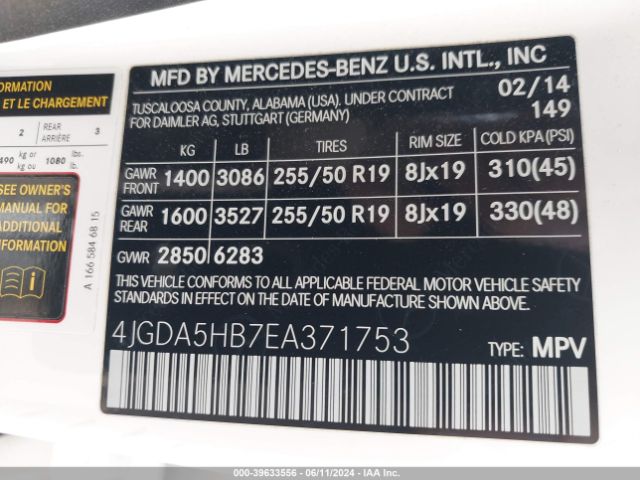 FORMATION
ET LE CHARGEMENT
2 REAR ARRIÈRE 3
490 kg or ou 1080 lbs. lb.
SEE OWNER'S
MANUAL FOR
ADDITIONAL
INFORMATION
A 166 584 68 15
MFD BY MERCEDES-BENZ U.S. INTL., INC
TUSCALOOSA COUNTY, ALABAMA (USA). UNDER CONTRACT 02/14
FOR DAIMLER AG, STUTTGART (GERMANY) 149
KG LB TIRES RIM SIZE COLD KPA(PSI)
GAWR FRONT 1400 3086 255/50 R19 8Jx19 310(45)
GAWR REAR 1600 3527 255/50 R19 8Jx19 330(48)
GVWR 2850 6283
THIS VEHICLE CONFORMS TO ALL APPLICABLE FEDERAL MOTOR VEHICLE SAFETY
STANDARDS IN EFFECT ON THE DATE OF MANUFACTURE SHOWN ABOVE.
4JGDA5HB7EA371753 TYPE: MPV
000-39633556 - 06/11/2024 - IAA Inc.